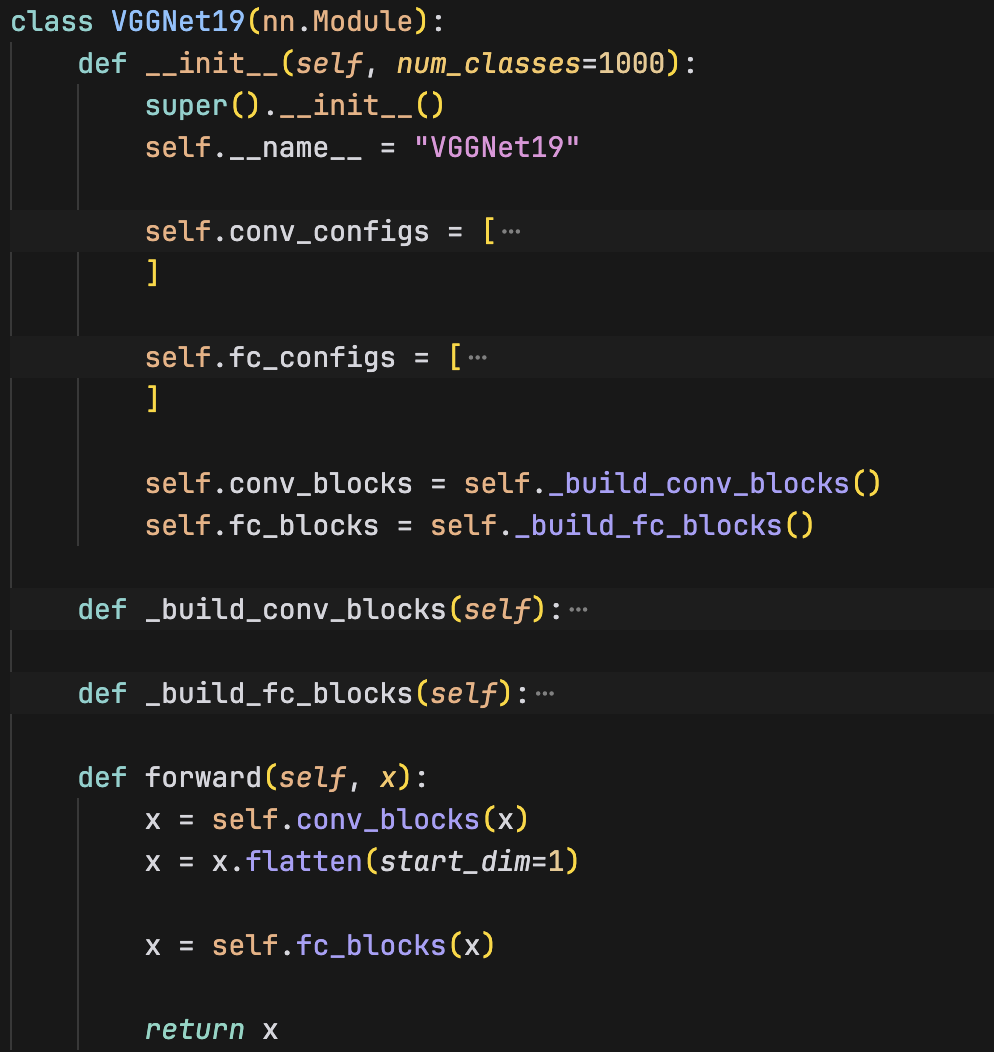 class VGGNet19(nn.Module):
    def __init__(self, num_classes=1000):
        super().__init__()
        self.__name__ = "VGGNet19"

        self.conv_configs = [⋯
        ]

        self.fc_configs = [⋯
        ]

        self.conv_blocks = self._build_conv_blocks()
        self.fc_blocks = self._build_fc_blocks()

    def _build_conv_blocks(self):⋯

    def _build_fc_blocks(self):⋯

    def forward(self, x):
        x = self.conv_blocks(x)
        x = x.flatten(start_dim=1)

        x = self.fc_blocks(x)

        return x